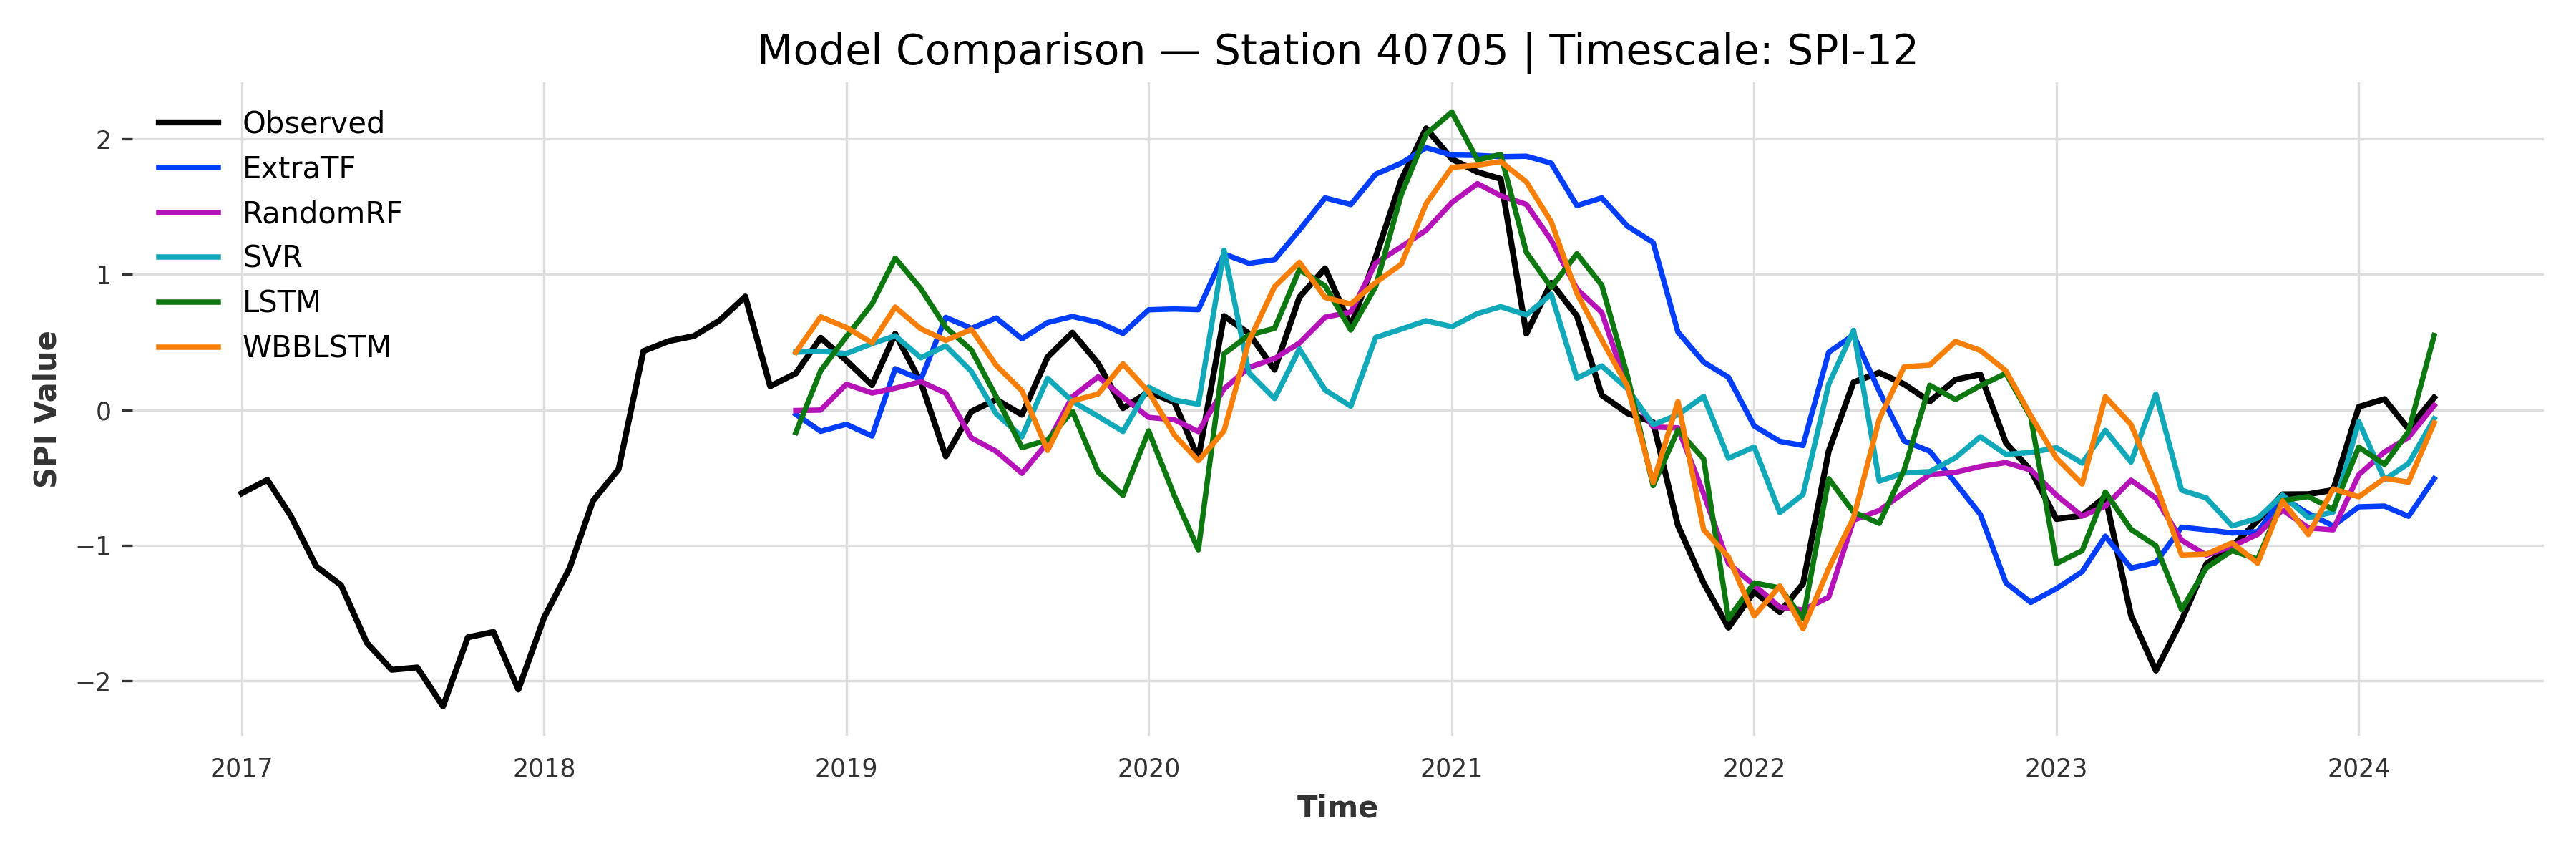 Model Comparison — Station 40705 | Timescale: SPI-12
Observed
ExtraTF
RandomRF
SVR
LSTM
WBBLSTM
SPI Value
2
1
0
−1
−2
2017 2018 2019 2020 2021 2022 2023 2024
Time